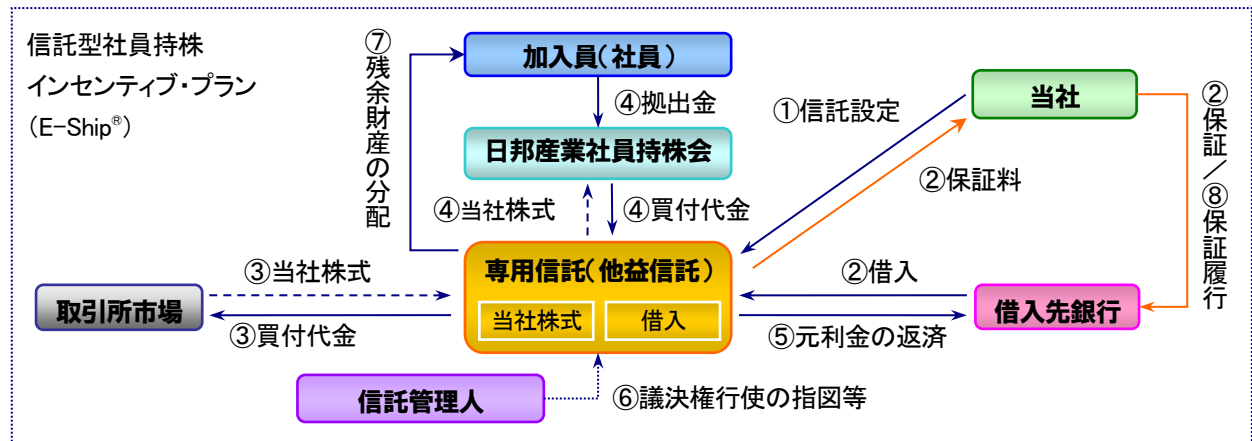 信託型社員持株
インセンティブ・プラン
(E-Ship®)
⑦残余財産の分配
加入員(社員)
④拠出金
日邦産業社員持株会
④当社株式
④買付代金
①信託設定
②保証料
当社
②保証/⑧保証履行
専用信託(他益信託)
当社株式
借入
③当社株式
取引所市場
③買付代金
②借入
借入先銀行
⑤元利金の返済
信託管理人
⑥議決権行使の指図等